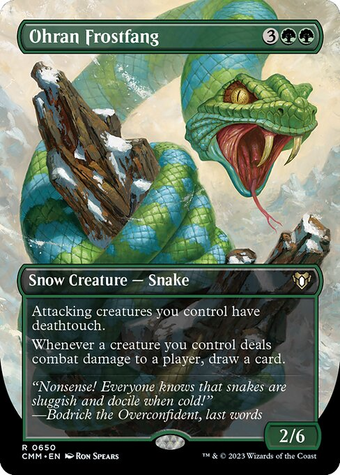 Ohran Frostfang 3
Snow Creature — Snake
Attacking creatures you control have
deathtouch.
Whenever a creature you control deals
combat damage to a player, draw a card.
“Nonsense! Everyone knows that snakes are
sluggish and docile when cold!”
—Bodrick the Overconfident, last words
R 0650
CMM • EN Ron Spears
™ & © 2023 Wizards of the Coast
2/6